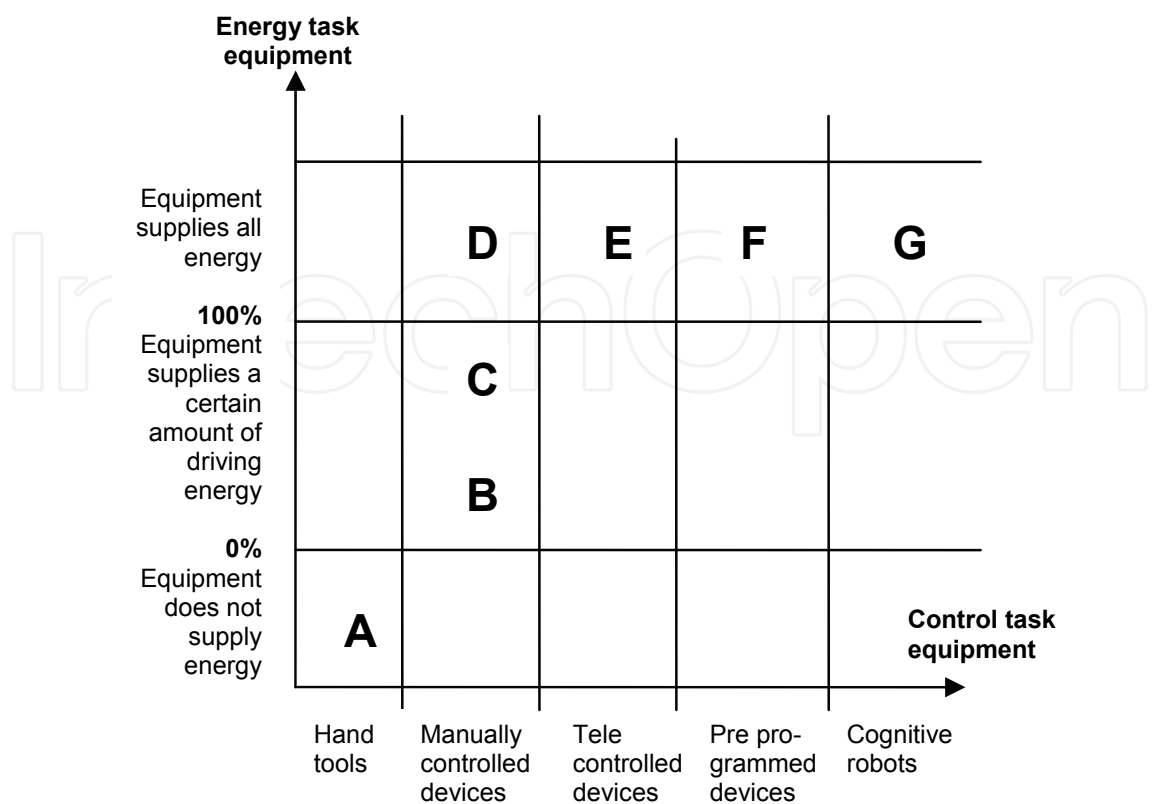 Energy task
equipment
Equipment
supplies all
energy
D E F G
100%
Equipment
supplies a
certain
amount of
driving
energy
C
B
0%
Equipment
does not
supply
energy
A
Control task
equipment
Hand
tools
Manually
controlled
devices
Tele
controlled
devices
Pre pro-
grammed
devices
Cognitive
robots
IntechOpen